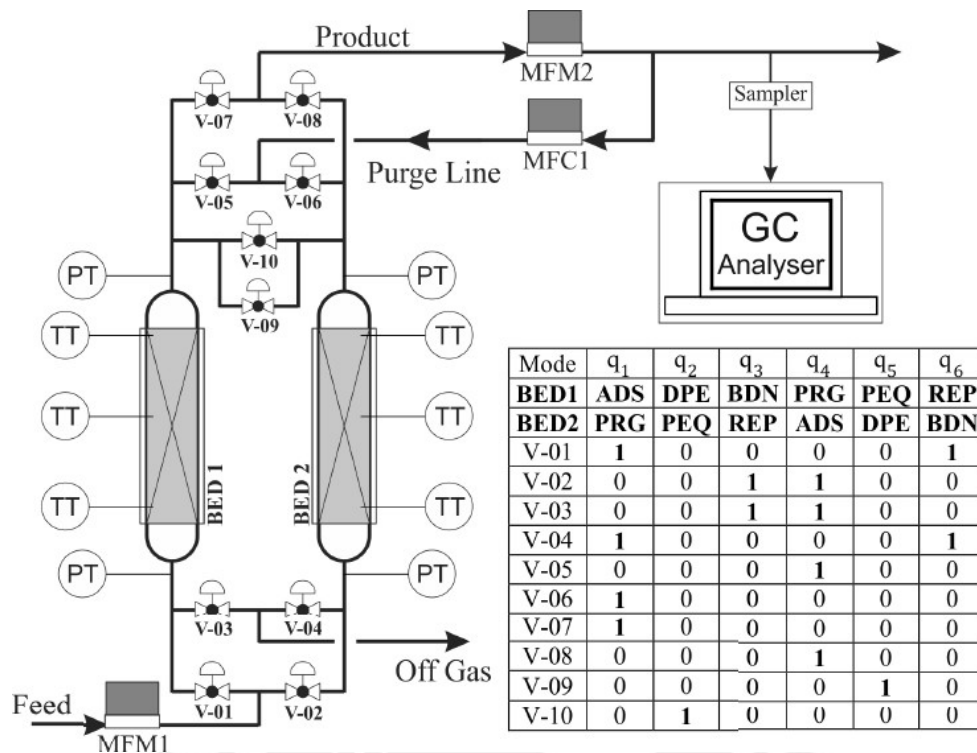 Product
MFM2
V-07 V-08
Sampler
MFC1
Purge Line
V-05 V-06
GC
Analyser
V-10
PT PT
V-09
TT TT
TT TT
TT TT
BED 1 BED 2
PT PT
V-03 V-04
Off Gas
Feed
V-01 V-02
MFM1
Mode q₁ q₂ q₃ q₄ q₅ q₆
BED1 ADS DPE BDN PRG PEQ REP
BED2 PRG PEQ REP ADS DPE BDN
V-01 1 0 0 0 0 1
V-02 0 0 1 1 0 0
V-03 0 0 1 1 0 0
V-04 1 0 0 0 0 1
V-05 0 0 0 1 0 0
V-06 1 0 0 0 0 0
V-07 1 0 0 0 0 0
V-08 0 0 0 1 0 0
V-09 0 0 0 0 1 0
V-10 0 1 0 0 0 0